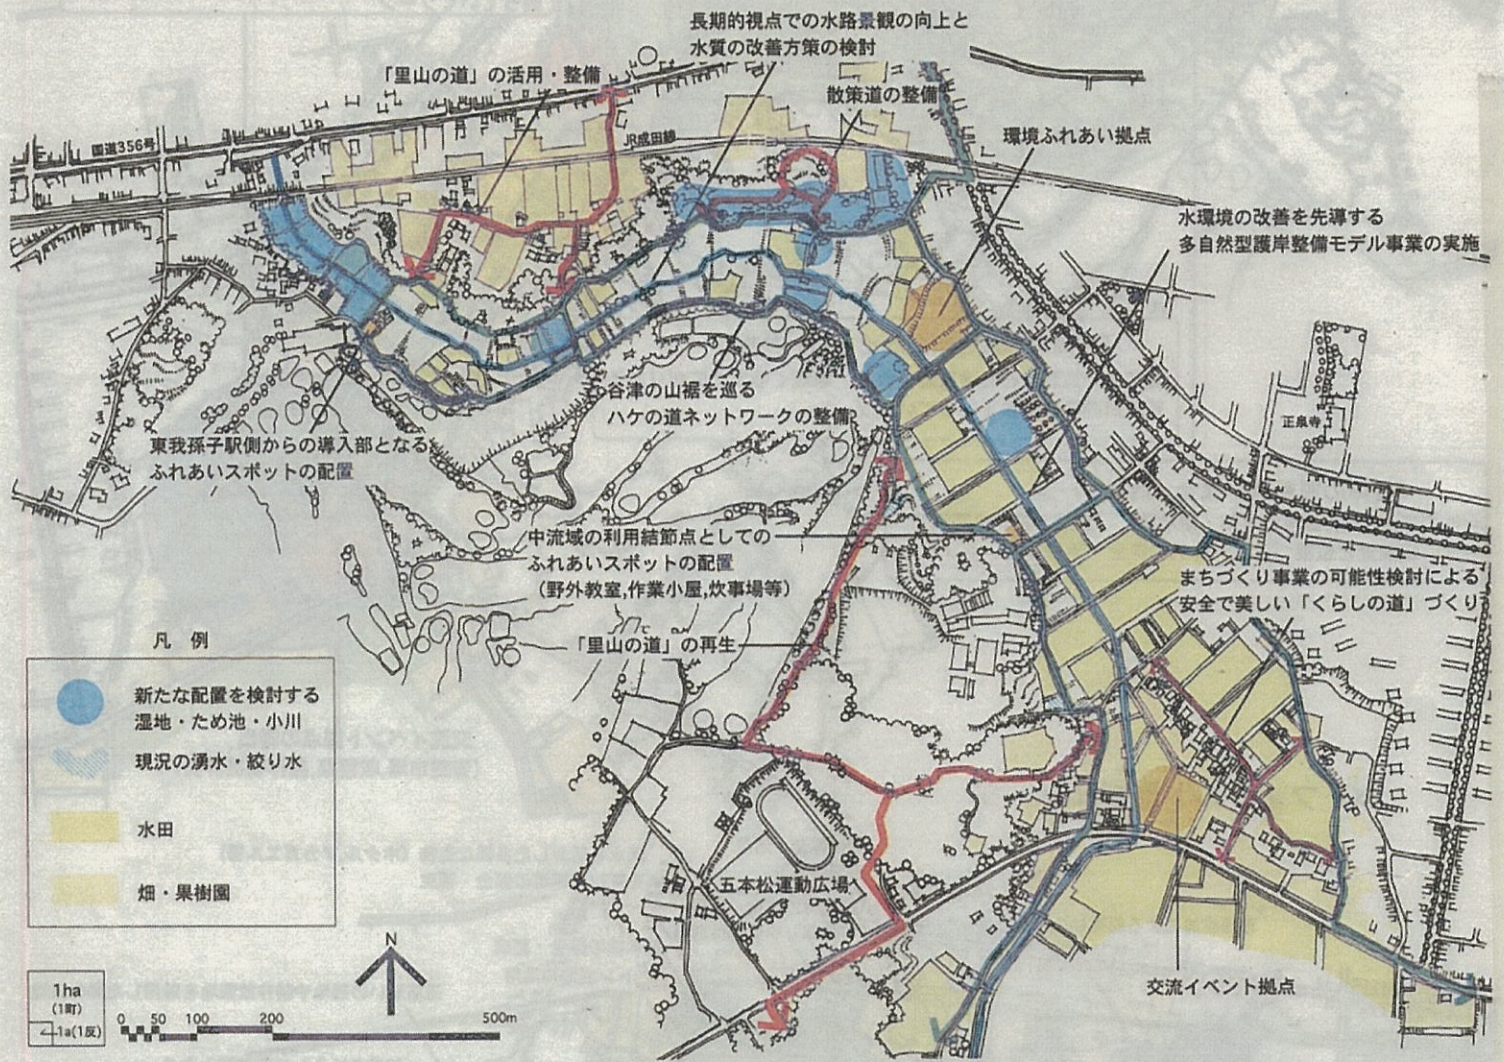 長期的視点での水路景観の向上と
水質の改善方策の検討
「里山の道」の活用・整備
散策道の整備
国道356号
JR成田線
環境ふれあい拠点
水環境の改善を先導する
多自然型護岸整備モデル事業の実施
谷津の山裾を巡る
ハケの道ネットワークの整備
正泉寺
東我孫子駅側からの導入部となる
ふれあいスポットの配置
中流域の利用結節点としての
ふれあいスポットの配置
(野外教室,作業小屋,炊事場等)
まちづくり事業の可能性検討による
安全で美しい「くらしの道」づくり
「里山の道」の再生
凡 例
新たな配置を検討する
湿地・ため池・小川
現況の湧水・絞り水
水田
畑・果樹園
五本松運動広場
交流イベント拠点
N
1ha
(1町)
1a(1反)
0 50 100 200 500m